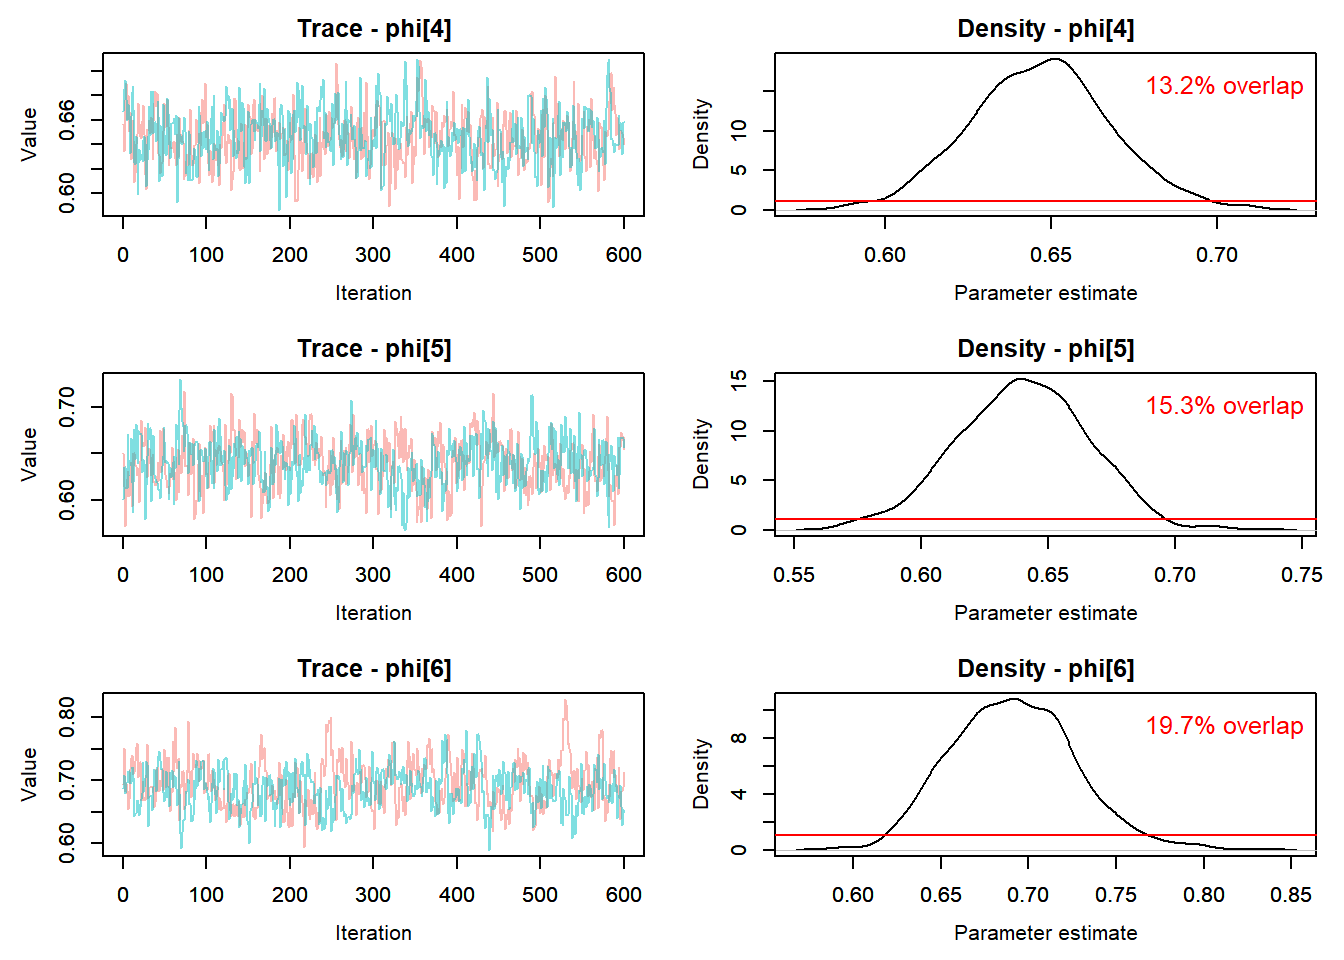 Trace - phi[4]
Value
0.60 0.66
0 100 200 300 400 500 600
Iteration
Density - phi[4]
13.2% overlap
Density
0 5 10
0.60 0.65 0.70
Parameter estimate
Trace - phi[5]
Value
0.60 0.70
0 100 200 300 400 500 600
Iteration
Density - phi[5]
15.3% overlap
Density
0 5 10 15
0.55 0.60 0.65 0.70 0.75
Parameter estimate
Trace - phi[6]
Value
0.60 0.70 0.80
0 100 200 300 400 500 600
Iteration
Density - phi[6]
19.7% overlap
Density
0 4 8
0.60 0.65 0.70 0.75 0.80 0.85
Parameter estimate